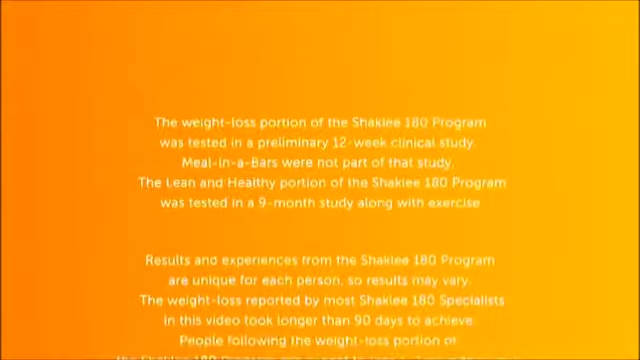 The weight-loss portion of the Shaklee 180 Program
was tested in a preliminary 12-week clinical study.
Meal-in-a-Bars were not part of that study.
The Lean and Healthy portion of the Shaklee 180 Program
was tested in a 9-month study along with exercise
Results and experiences from the Shaklee 180 Program
are unique for each person, so results may vary.
The weight-loss reported by most Shaklee 180 Specialists
in this video took longer than 90 days to achieve.
People following the weight-loss portion of
the Shaklee 180 Program